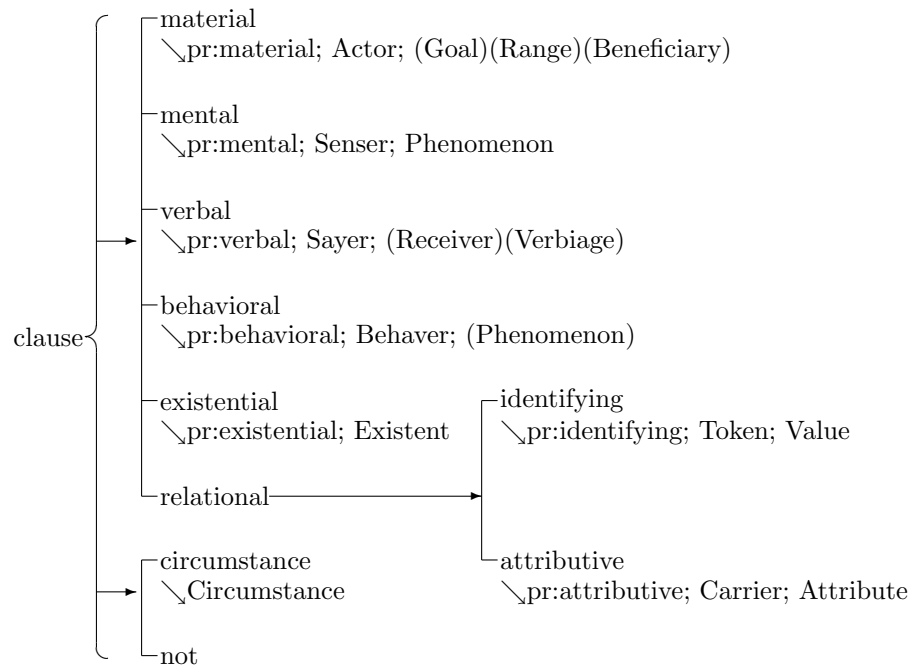 material
↘pr:material; Actor; (Goal)(Range)(Beneficiary)
mental
↘pr:mental; Senser; Phenomenon
verbal
↘pr:verbal; Sayer; (Receiver)(Verbiage)
behavioral
↘pr:behavioral; Behaver; (Phenomenon)
clause
existential
↘pr:existential; Existent
identifying
↘pr:identifying; Token; Value
relational
circumstance
↘Circumstance
attributive
↘pr:attributive; Carrier; Attribute
not